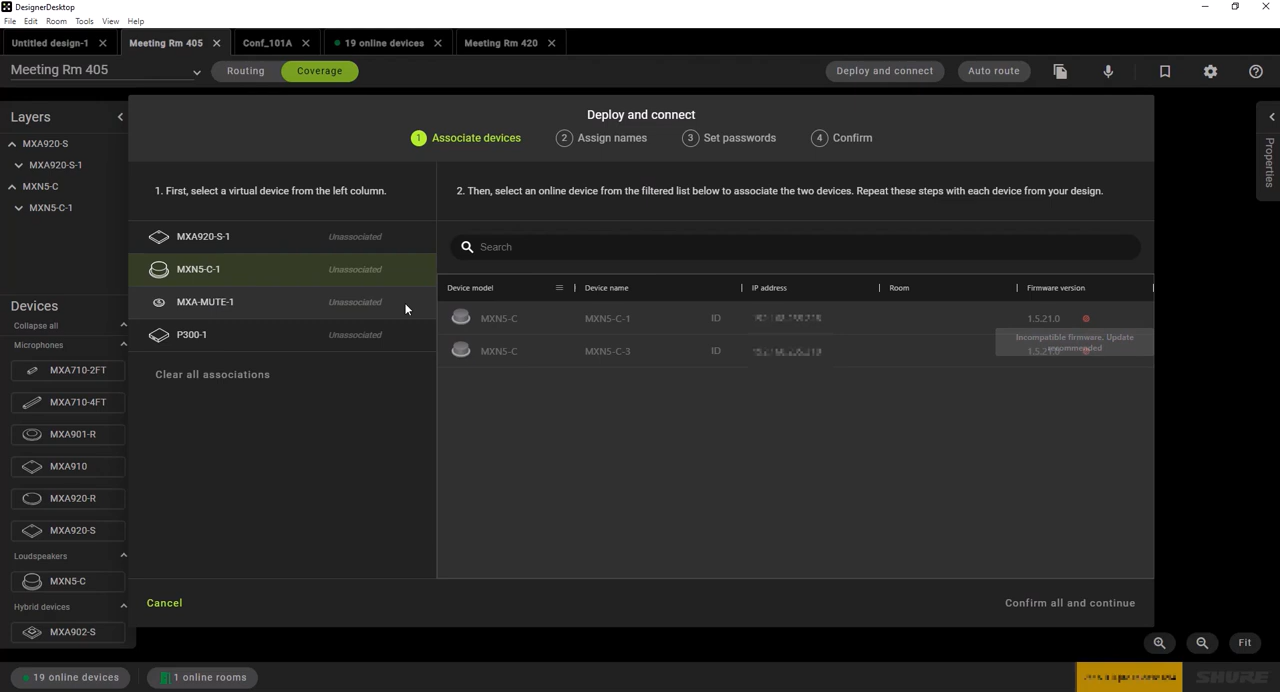 DesignerDesktop
File Edit Room Tools View Help
Untitled design-1 Meeting Rm 405 Conf_101A 19 online devices Meeting Rm 420
Meeting Rm 405 Routing Coverage Deploy and connect Auto route
Layers
MXA920-S
MXA920-S-1
MXN5-C
MXN5-C-1
Devices
Collapse all
Microphones
MXA710-2FT
MXA710-4FT
MXA901-R
MXA910
MXA920-R
MXA920-S
Loudspeakers
MXN5-C
Hybrid devices
MXA902-S
Deploy and connect
1 Associate devices 2 Assign names 3 Set passwords 4 Confirm
1. First, select a virtual device from the left column.
MXA920-S-1 Unassociated
MXN5-C-1 Unassociated
MXA-MUTE-1 Unassociated
P300-1 Unassociated
Clear all associations
2. Then, select an online device from the filtered list below to associate the two devices. Repeat these steps with each device from your design.
Search
Device model Device name IP address Room Firmware version
MXN5-C MXN5-C-1 ID 1.5.21.0
MXN5-C MXN5-C-3 ID 1.5.21.0
Incompatible firmware. Update
recommended
Cancel Confirm all and continue
Properties
Fit
19 online devices 1 online rooms SHURE